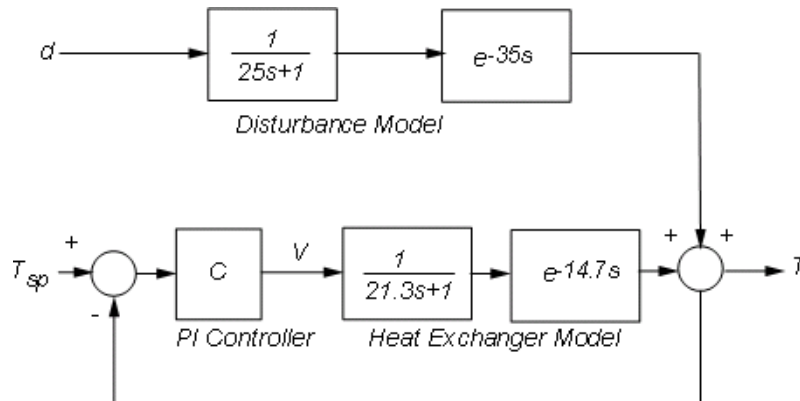 d
1
25s+1
e-35s
Disturbance Model
+
+ +
T sp
C
V
1
21.3s+1
e-14.7s
T
-
PI Controller
Heat Exchanger Model